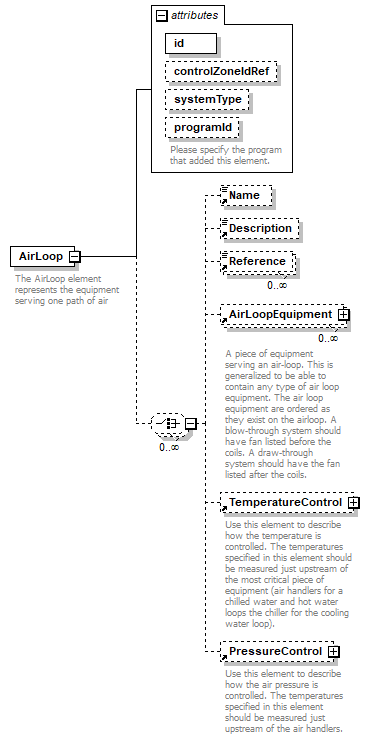 attributes
id
controlZoneIdRef
systemType
programId
Please specify the program
that added this element.
AirLoop
The AirLoop element
represents the equipment
serving one path of air
0..∞
Name
Description
Reference
0..∞
AirLoopEquipment
0..∞
A piece of equipment
serving an air-loop. This is
generalized to be able to
contain any type of air loop
equipment. The air loop
equipment are ordered as
they exist on the airloop. A
blow-through system should
have fan listed before the
coils. A draw-through
system should have the fan
listed after the coils.
TemperatureControl
Use this element to describe
how the temperature is
controlled. The temperatures
specified in this element should
be measured just upstream of
the most critical piece of
equipment (air handlers for a
chilled water and hot water
loops the chiller for the cooling
water loop).
PressureControl
Use this element to describe
how the air pressure is
controlled. The temperatures
specified in this element
should be measured just
upstream of the air handlers.